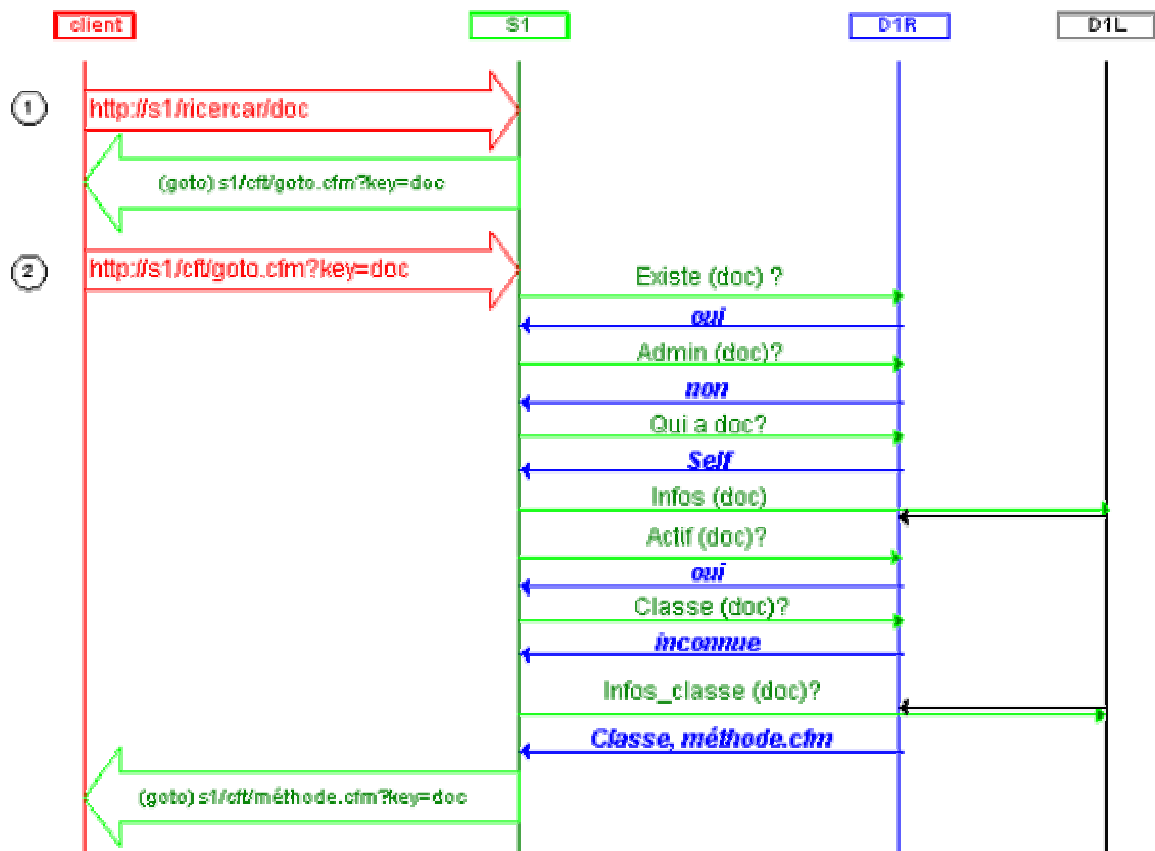 client
S1
D1R
D1L
1
http://s1/ricercar/doc
(goto) s1/cft/goto.cfm?key=doc
2
http://s1/cft/goto.cfm?key=doc
Existe (doc) ?
oui
Admin (doc)?
non
Qui a doc?
Self
Infos (doc)
Actif (doc)?
oui
Classe (doc)?
inconnue
Infos_classe (doc)?
Classe, méthode.cfm
(goto) s1/cft/méthode.cfm?key=doc